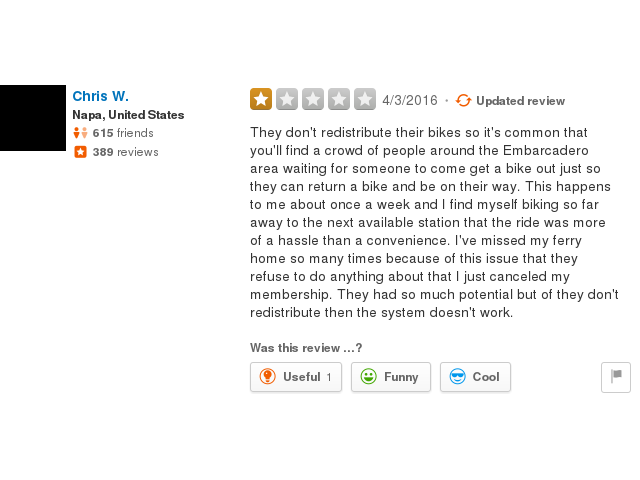 Chris W.
Napa, United States
615 friends
389 reviews
4/3/2016 · Updated review
They don't redistribute their bikes so it's common that
you'll find a crowd of people around the Embarcadero
area waiting for someone to come get a bike out just so
they can return a bike and be on their way. This happens
to me about once a week and I find myself biking so far
away to the next available station that the ride was more
of a hassle than a convenience. I've missed my ferry
home so many times because of this issue that they
refuse to do anything about that I just canceled my
membership. They had so much potential but of they don't
redistribute then the system doesn't work.
Was this review ...?
Useful 1
Funny
Cool